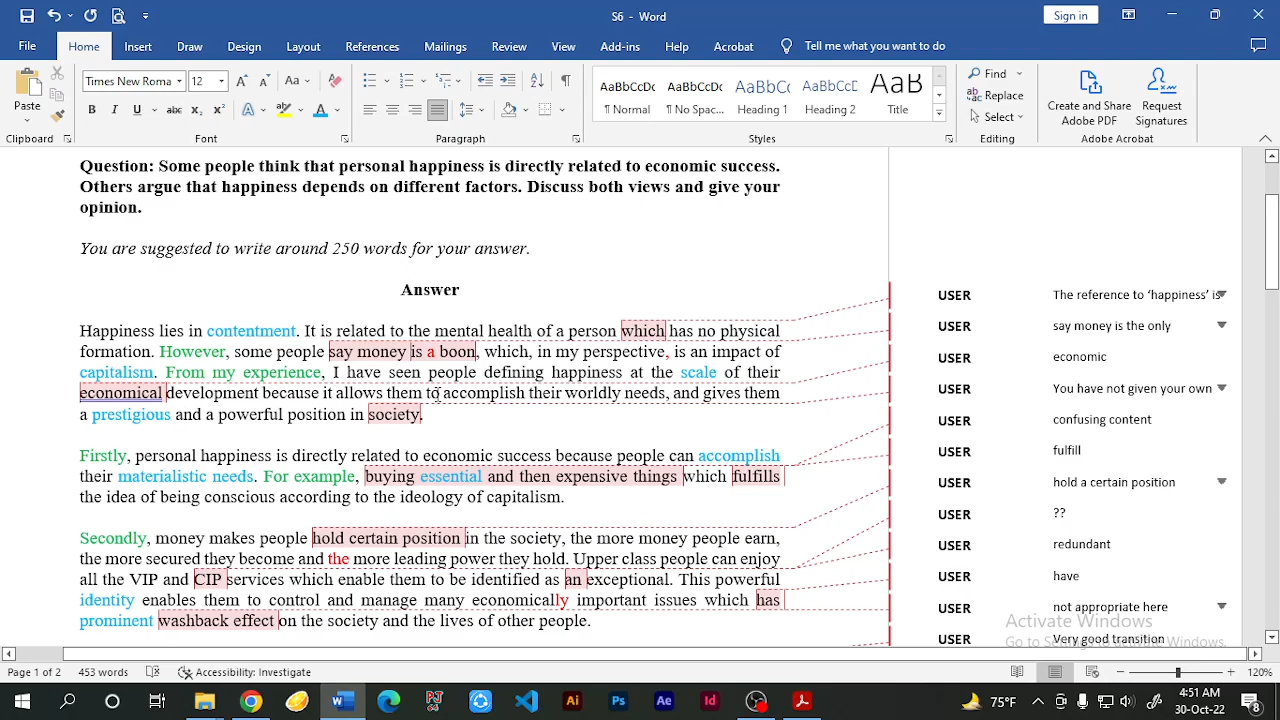 S6 - Word
Sign in
File Home Insert Draw Design Layout References Mailings Review View Add-ins Help Acrobat Tell me what you want to do
Paste
Times New Roma 12
AaBbCcDc AaBbCcDc AaBbCc AaBbCcD AaB
¶ Normal ¶ No Spac... Heading 1 Heading 2 Title
Find
Replace
Select
Create and Share Adobe PDF
Request Signatures
Clipboard Font Paragraph Styles Editing Adobe Acrobat
Question: Some people think that personal happiness is directly related to economic success.
Others argue that happiness depends on different factors. Discuss both views and give your
opinion.
You are suggested to write around 250 words for your answer.
Answer
Happiness lies in contentment. It is related to the mental health of a person which has no physical
formation. However, some people say money is a boon, which, in my perspective, is an impact of
capitalism. From my experience, I have seen people defining happiness at the scale of their
economical development because it allows them to accomplish their worldly needs, and gives them
a prestigious and a powerful position in society.
Firstly, personal happiness is directly related to economic success because people can accomplish
their materialistic needs. For example, buying essential and then expensive things which fulfills
the idea of being conscious according to the ideology of capitalism.
Secondly, money makes people hold certain position in the society, the more money people earn,
the more secured they become and the more leading power they hold. Upper class people can enjoy
all the VIP and CIP services which enable them to be identified as an exceptional. This powerful
identity enables them to control and manage many economically important issues which has
prominent washback effect on the society and the lives of other people.
USER The reference to ‘happiness’ is
USER say money is the only
USER economic
USER You have not given your own
USER confusing content
USER fulfill
USER hold a certain position
USER ??
USER redundant
USER have
USER not appropriate here
USER Very good transition
Activate Windows
Go to Settings to activate Windows.
Page 1 of 2 453 words Accessibility: Investigate 120%
75°F 4:51 AM
30-Oct-22 8